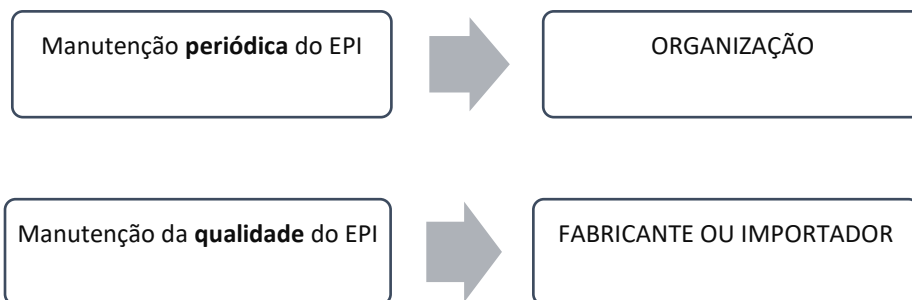 Manutenção periódica do EPI
ORGANIZAÇÃO
Manutenção da qualidade do EPI
FABRICANTE OU IMPORTADOR